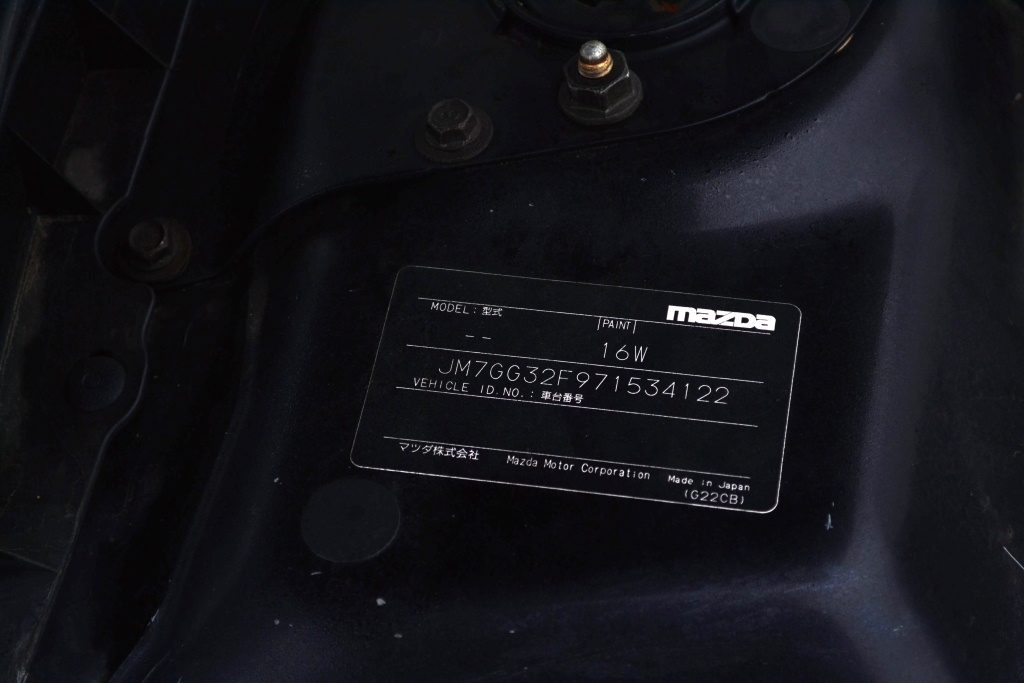 mazda
MODEL : 型式
PAINT
--
16W
JM7GG32F971534122
VEHICLE ID.NO. : 車台番号
マツダ株式会社 Mazda Motor Corporation Made in Japan
(G22CB)